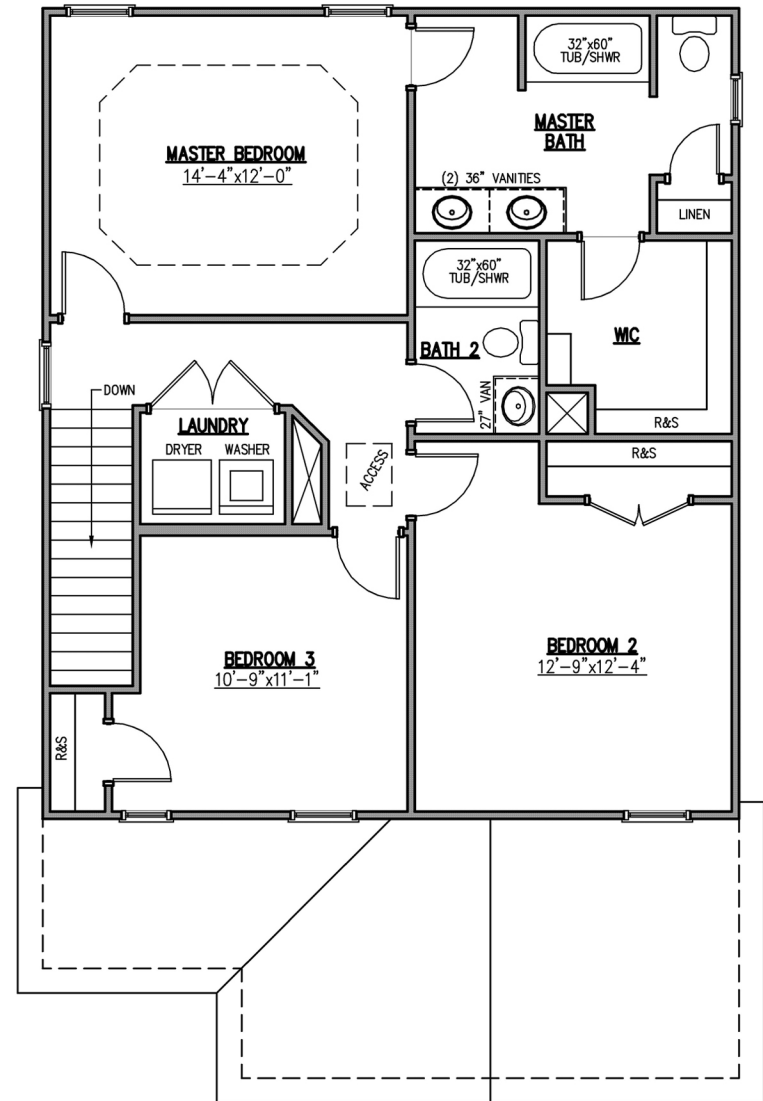 32"x60"
TUB/SHWR
MASTER
BATH
MASTER BEDROOM
14'-4"x12'-0"
(2) 36" VANITIES
LINEN
32"x60"
TUB/SHWR
WIC
BATH 2
DOWN
27" VAN
LAUNDRY
R&S
DRYER
WASHER
R&S
ACCESS
BEDROOM 3
10'-9"x11'-1"
BEDROOM 2
12'-9"x12'-4"
R&S